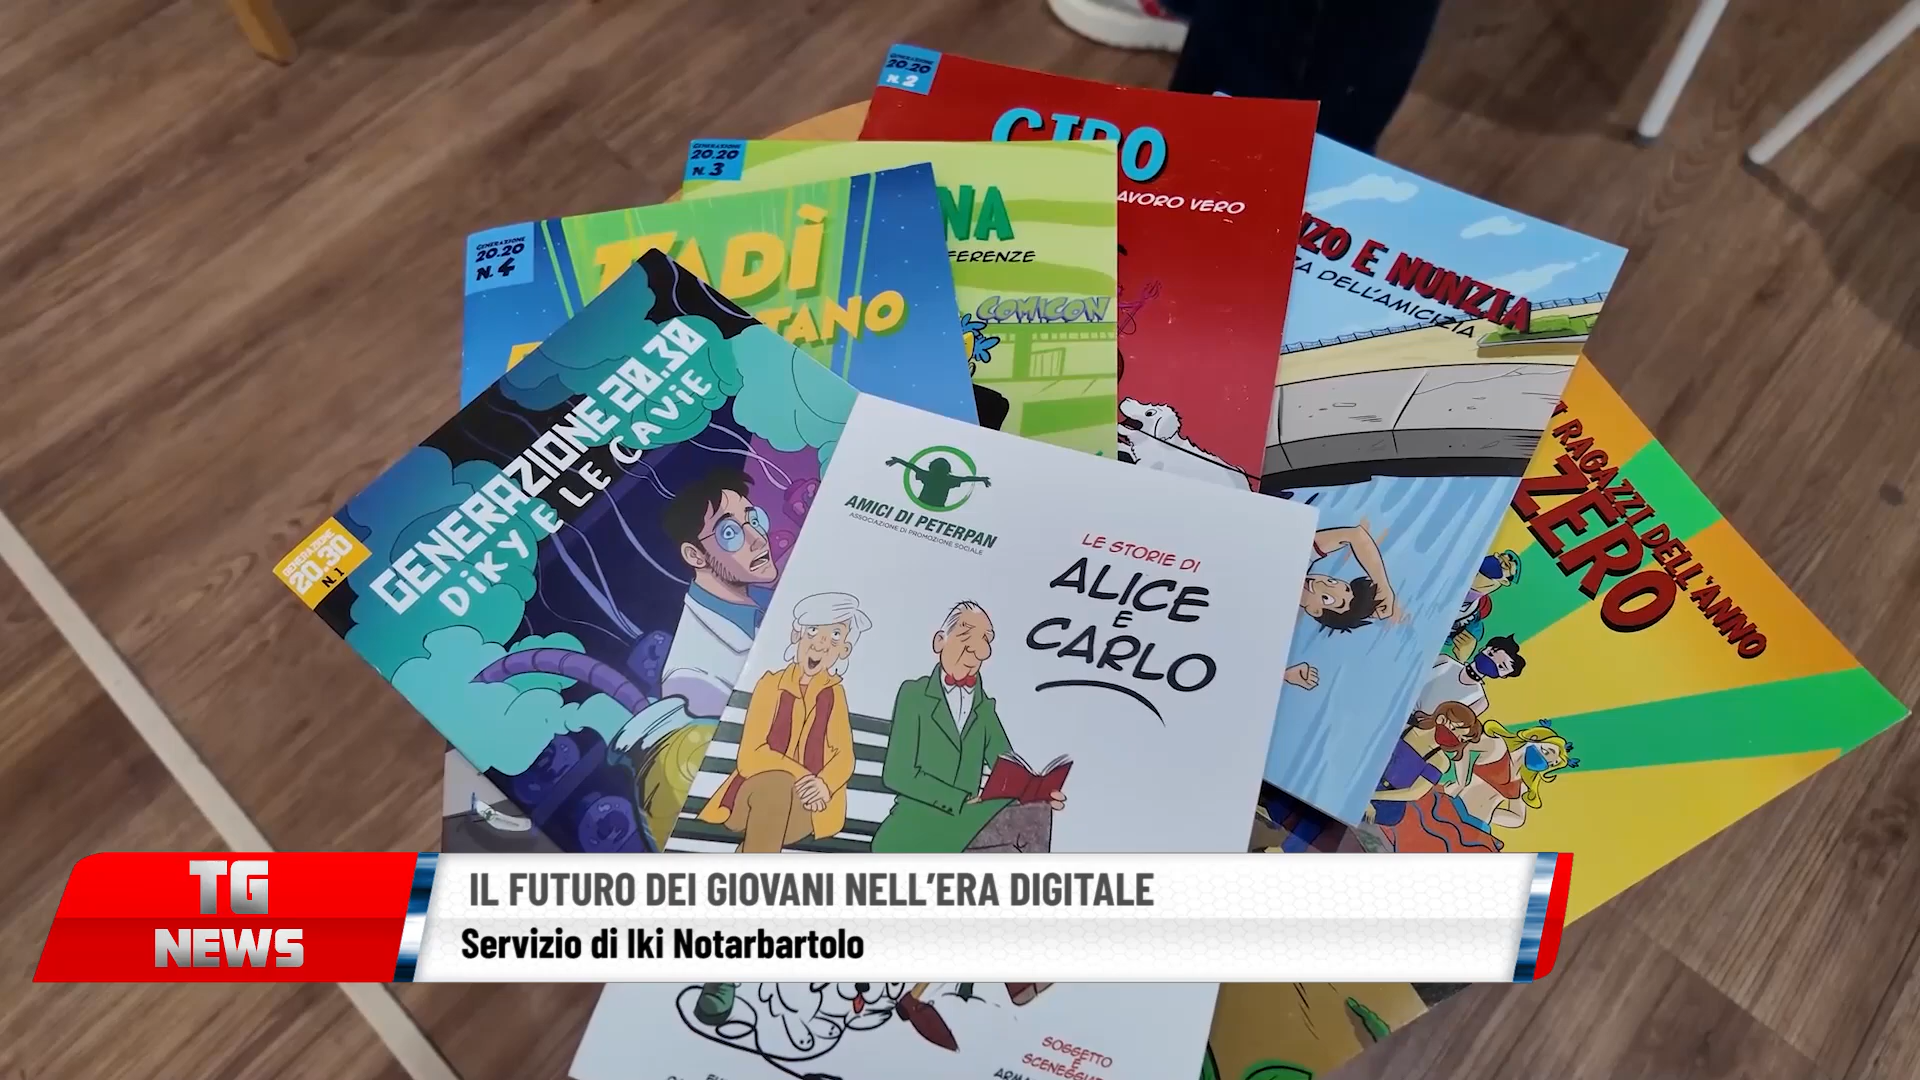 GENERAZIONE
20.20
N. 2
CIRO
AVORO VERO
GENERAZIONE
20.20
N. 3
NA
FERENZE
COMICON
NZO E NUNZIA
ZA DELL'AMICIZIA
GENERAZIONE
20.20
N. 4
TADÌ
TANO
I RAGAZZI DELL'ANNO
ZERO
GENERAZIONE
20.30
N. 1
GENERAZIONE 20.30
DIKY E LE CAVIE
AMICI DI PETERPAN
ASSOCIAZIONE DI PROMOZIONE SOCIALE
LE STORIE DI
ALICE
E
CARLO
TG
NEWS
IL FUTURO DEI GIOVANI NELL'ERA DIGITALE
Servizio di Iki Notarbartolo
SOGGETTO
E